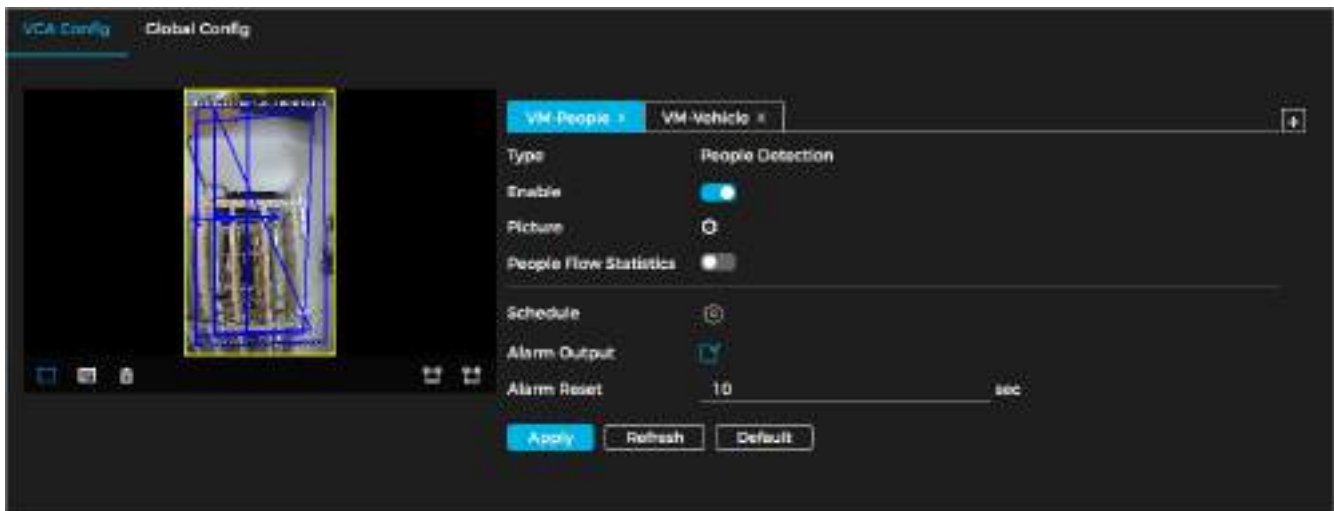 VCA Config Global Config
VM-People x VM-Vehicle x
Type People Detection
Enable
Picture
People Flow Statistics
Schedule
Alarm Output
Alarm Reset 10 sec
Apply Refresh Default